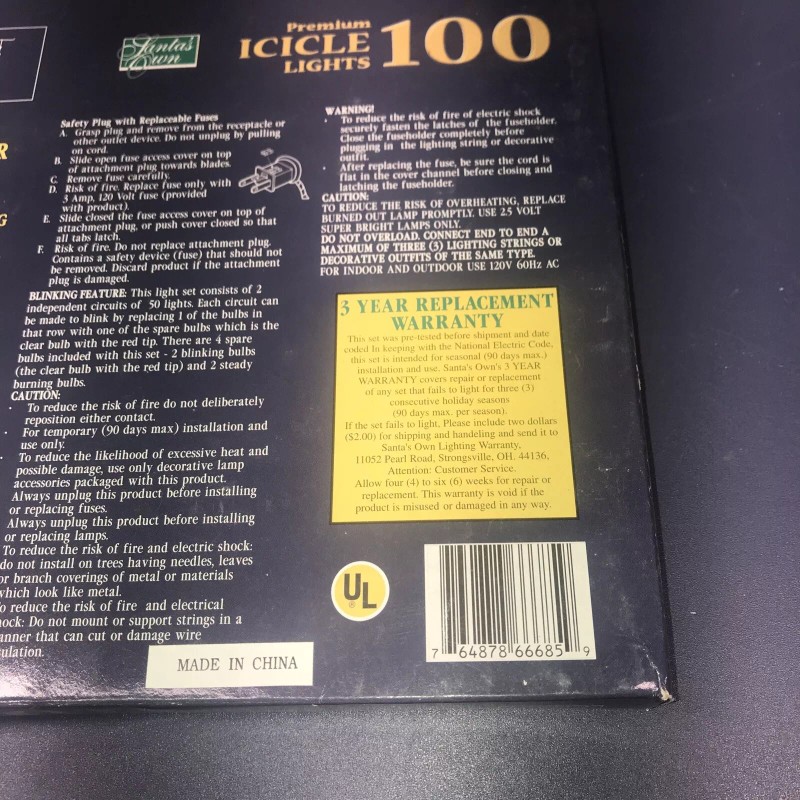 Santa's
Own
Premium
ICICLE
LIGHTS
100
R
G
Safety Plug with Replaceable Fuses
A. Grasp plug and remove from the receptacle or
other outlet device. Do not unplug by pulling
on cord.
B. Slide open fuse access cover on top
of attachment plug towards blades.
C. Remove fuse carefully.
D. Risk of fire. Replace fuse only with
3 Amp, 120 Volt fuse (provided
with product).
E. Slide closed the fuse access cover on top of
attachment plug, or push cover closed so that
all tabs latch.
F. Risk of fire. Do not replace attachment plug.
Contains a safety device (fuse) that should not
be removed. Discard product if the attachment
plug is damaged.
BLINKING FEATURE: This light set consists of 2
independent circuits of 50 lights. Each circuit can
be made to blink by replacing 1 of the bulbs in
that row with one of the spare bulbs which is the
clear bulb with the red tip. There are 4 spare
bulbs included with this set - 2 blinking bulbs
(the clear bulb with the red tip) and 2 steady
burning bulbs.
CAUTION:
· To reduce the risk of fire do not deliberately
reposition either contact.
· For temporary (90 days max) installation and
use only.
· To reduce the likelihood of excessive heat and
possible damage, use only decorative lamp
accessories packaged with this product.
Always unplug this product before installing
or replacing fuses.
Always unplug this product before installing
or replacing lamps.
To reduce the risk of fire and electric shock:
do not install on trees having needles, leaves
or branch coverings of metal or materials
which look like metal.
o reduce the risk of fire and electrical
ock: Do not mount or support strings in a
anner that can cut or damage wire
ulation.
MADE IN CHINA
WARNING!
· To reduce the risk of fire of electric shock
securely fasten the latches of the fuseholder.
Close the fuseholder completely before
plugging in the lighting string or decorative
outfit.
· After replacing the fuse, be sure the cord is
flat in the cover channel before closing and
latching the fuseholder.
CAUTION:
TO REDUCE THE RISK OF OVERHEATING, REPLACE
BURNED OUT LAMP PROMPTLY. USE 2.5 VOLT
SUPER BRIGHT LAMPS ONLY.
DO NOT OVERLOAD. CONNECT END TO END A
MAXIMUM OF THREE (3) LIGHTING STRINGS OR
DECORATIVE OUTFITS OF THE SAME TYPE.
FOR INDOOR AND OUTDOOR USE 120V 60Hz AC
3 YEAR REPLACEMENT
WARRANTY
This set was pre-tested before shipment and date
coded In keeping with the National Electric Code,
this set is intended for seasonal (90 days max.)
installation and use. Santa's Own's 3 YEAR
WARRANTY covers repair or replacement
of any set that fails to light for three (3)
consecutive holiday seasons
(90 days max. per season).
If the set fails to light, Please include two dollars
($2.00) for shipping and handeling and send it to
Santa's Own Lighting Warranty,
11052 Pearl Road, Strongsville, OH. 44136,
Attention: Customer Service.
Allow four (4) to six (6) weeks for repair or
replacement. This warranty is void if the
product is misused or damaged in any way.
UL
®
7 64878 66685 9